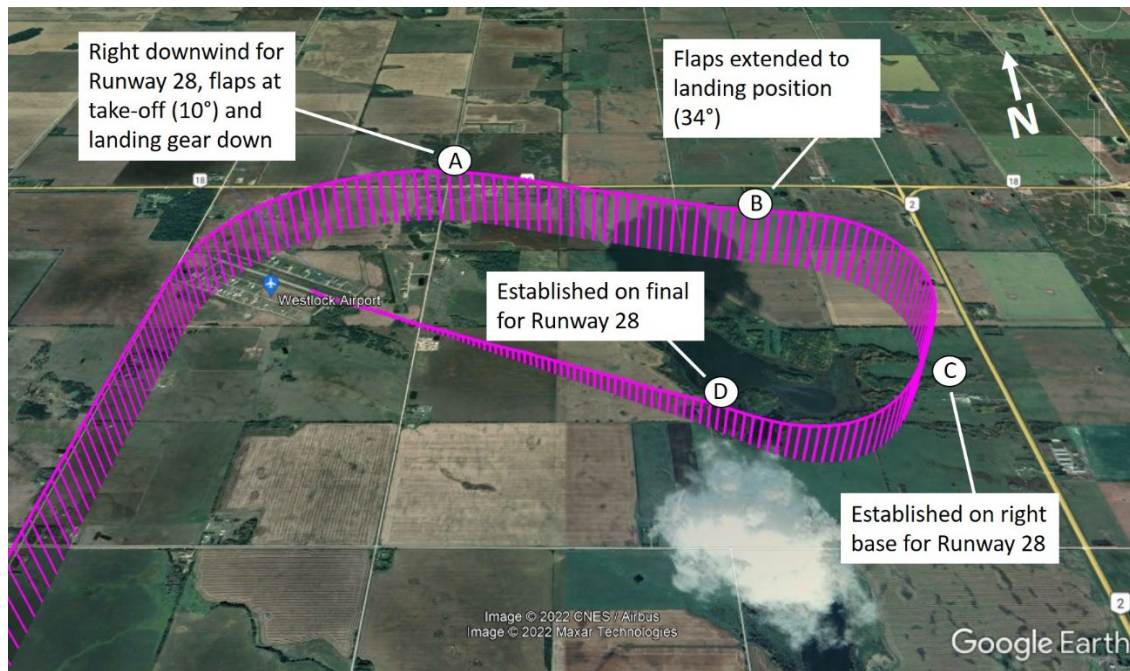 Right downwind for
Runway 28, flaps at
take-off (10°) and
landing gear down
Flaps extended to
landing position
(34°)
N
A
18
18
18
B
2
Westlock Airport
Established on final
for Runway 28
C
D
Established on right
base for Runway 28
2
Image © 2022 CNES / Airbus
Image © 2022 Maxar Technologies
Google Earth